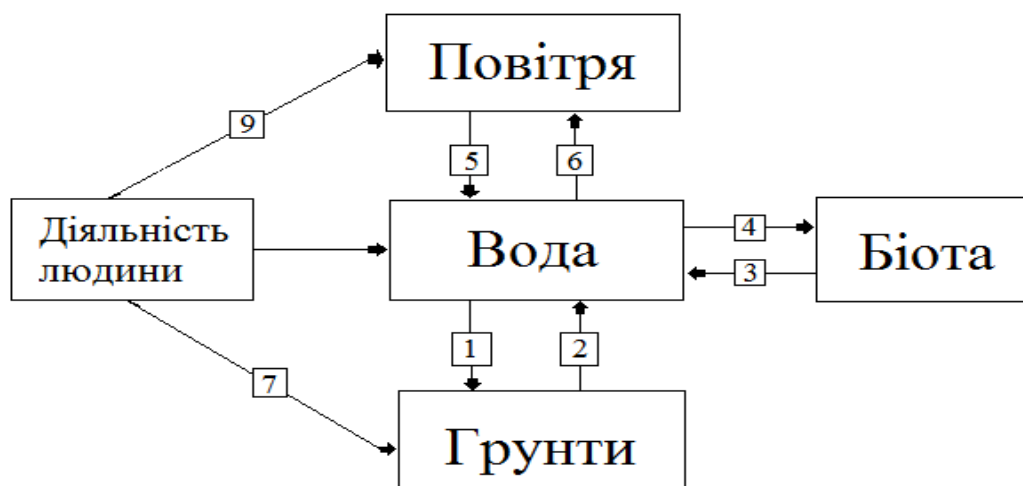 Повітря
9
5
6
Діяльність
людини
Вода
4
3
Біота
1
2
7
Грунти